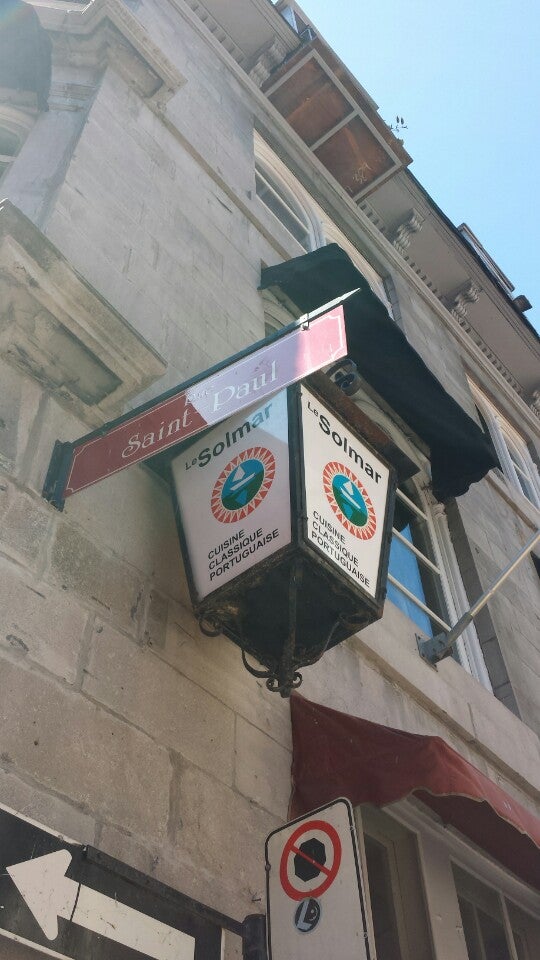 Rue
Saint-Paul
Le Solmar
CUISINE
CLASSIQUE
PORTUGAISE
Le Solmar
CUISINE
CLASSIQUE
PORTUGAISE